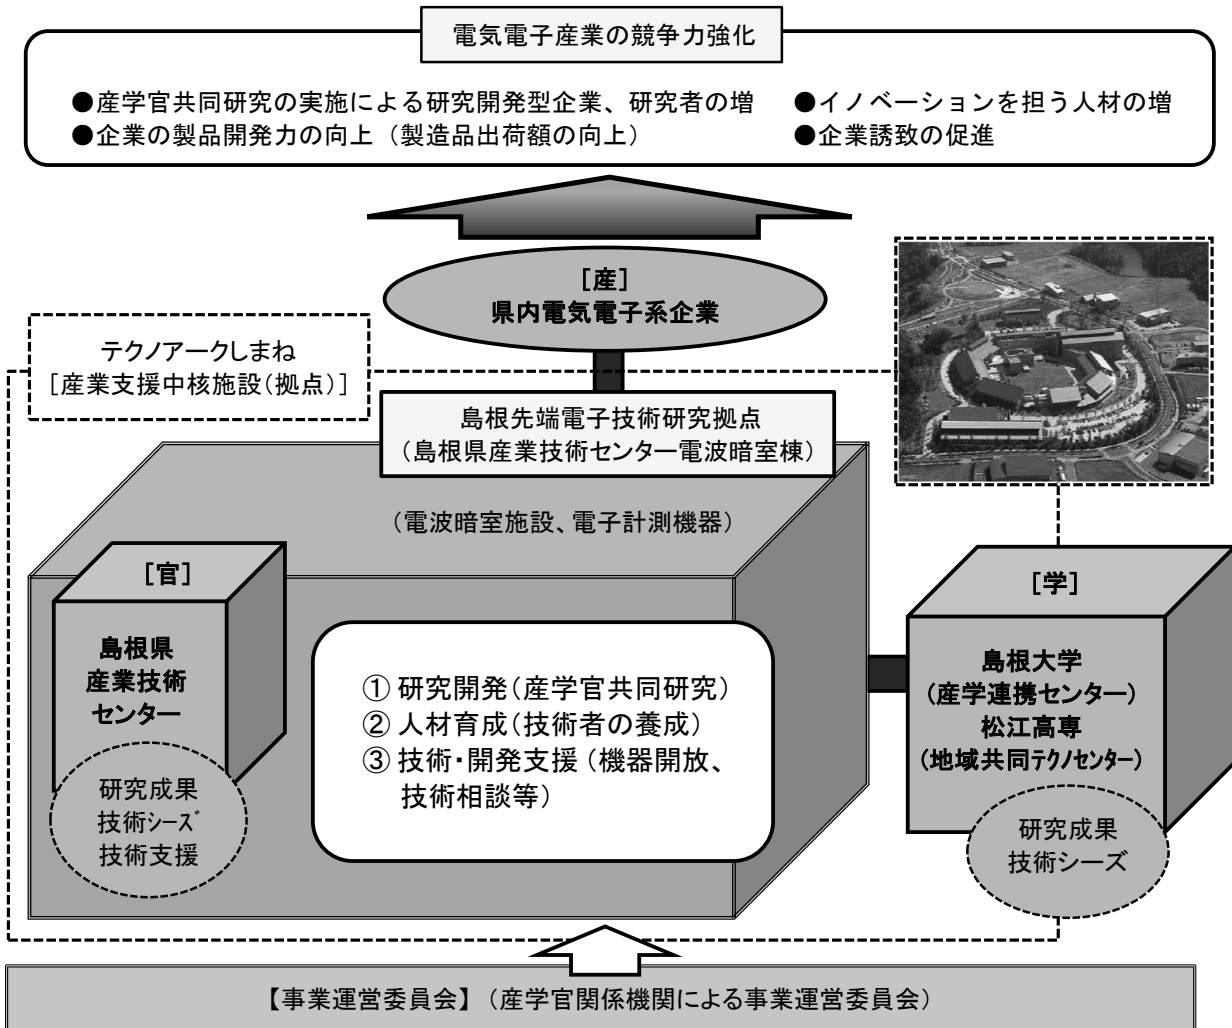 電気電子産業の競争力強化
●産学官共同研究の実施による研究開発型企業、研究者の増
●イノベーションを担う人材の増
●企業の製品開発力の向上（製造品出荷額の向上）
●企業誘致の促進
［産］
県内電気電子系企業
テクノアークしまね
［産業支援中核施設（拠点）］
島根先端電子技術研究拠点
（島根県産業技術センター電波暗室棟）
（電波暗室施設、電子計測機器）
［官］
島根県
産業技術
センター
研究成果
技術ｼｰｽﾞ
技術支援
① 研究開発（産学官共同研究）
② 人材育成（技術者の養成）
③ 技術・開発支援（機器開放、
技術相談等）
［学］
島根大学
（産学連携センター）
松江高専
（地域共同ﾃｸﾉセンター）
研究成果
技術シーズ
【事業運営委員会】（産学官関係機関による事業運営委員会）